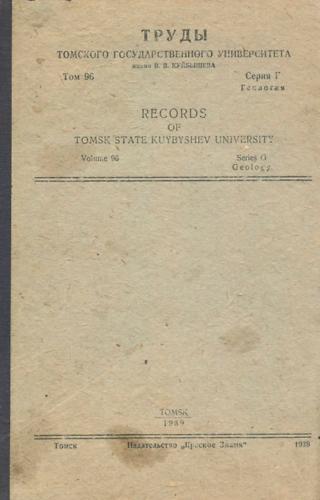 ТРУДЫ
ТОМСКОГО ГОСУДАРСТВЕННОГО УНИВЕРСИТЕТА
имени В. В. КУЙБЫШЕВА
Том 96 Серия Г
Геология
RECORDS
OF
TOMSK STATE KUYBYSHEV UNIVERSITY
Volume 96 Series G
Geology
TOMSK
1939
Томск Издательство „Красное Знамя“ 1939